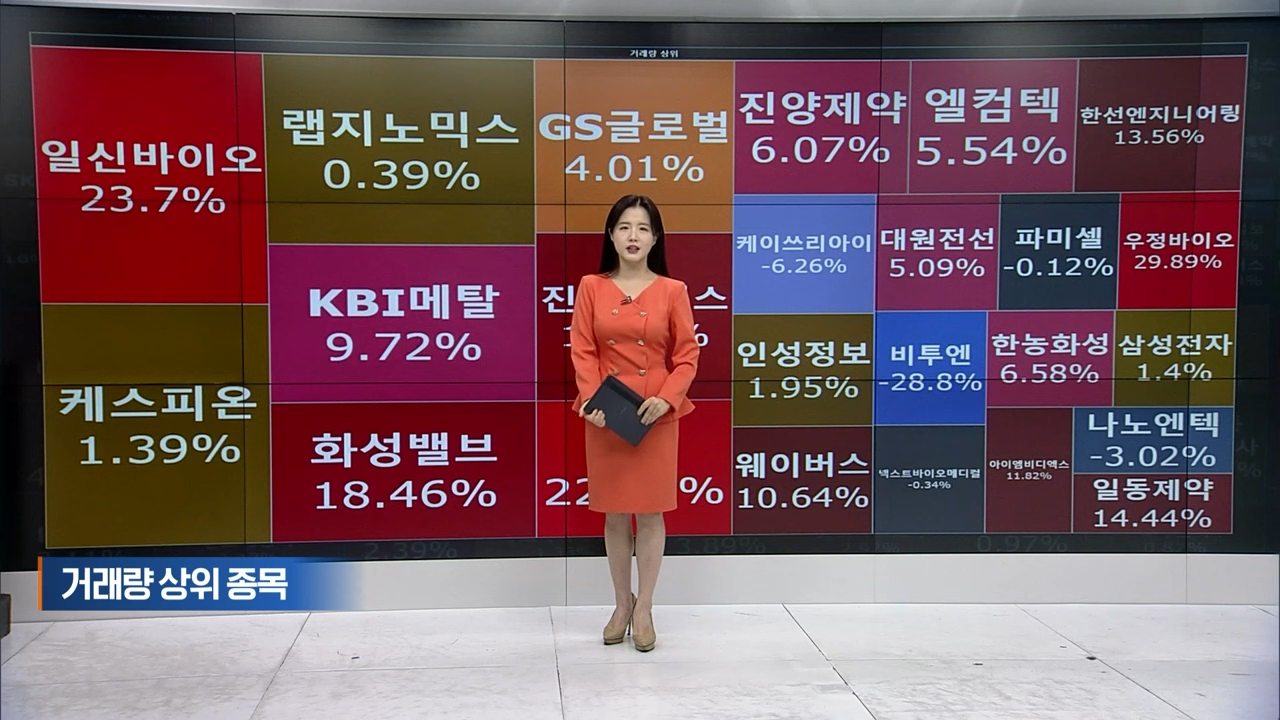 거래량 상위
일신바이오
23.7%
케스피온
1.39%
랩지노믹스
0.39%
KBI메탈
9.72%
화성밸브
18.46%
GS글로벌
4.01%
진양제약
6.07%
엘컴텍
5.54%
한선엔지니어링
13.56%
케이쓰리아이
-6.26%
대원전선
5.09%
파미셀
-0.12%
우정바이오
29.89%
인성정보
1.95%
비투엔
-28.8%
한농화성
6.58%
삼성전자
1.4%
웨이버스
10.64%
넥스트바이오메디컬
-0.34%
아이엠비디엑스
11.82%
나노엔텍
-3.02%
일동제약
14.44%
2.39%
3.89%
0.97%
거래량 상위 종목